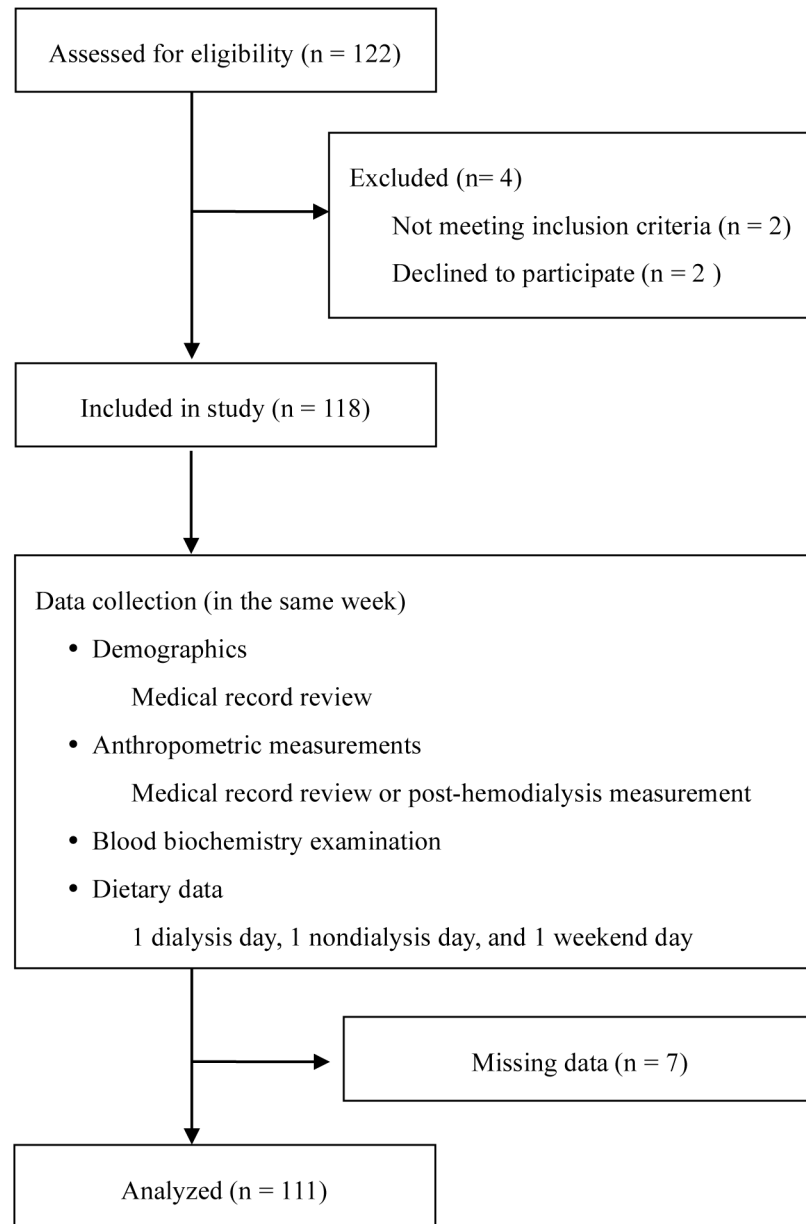 Assessed for eligibility (n = 122)
Excluded (n= 4)
Not meeting inclusion criteria (n = 2)
Declined to participate (n = 2 )
Included in study (n = 118)
Data collection (in the same week)
• Demographics
Medical record review
• Anthropometric measurements
Medical record review or post-hemodialysis measurement
• Blood biochemistry examination
• Dietary data
1 dialysis day, 1 nondialysis day, and 1 weekend day
Missing data (n = 7)
Analyzed (n = 111)